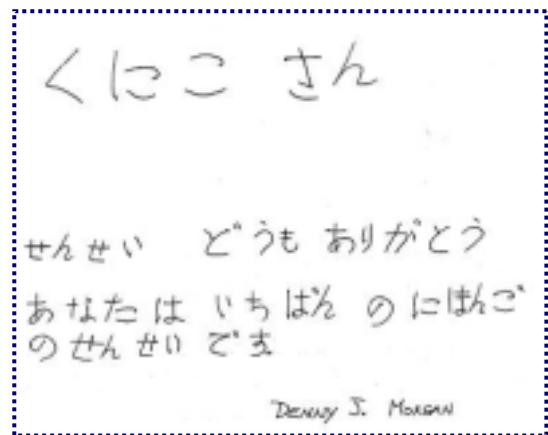 くにこ さん
せんせい どうも ありがとう
あなたは いちばん のにほんご
のせんせいです
DENNY J. MORGAN